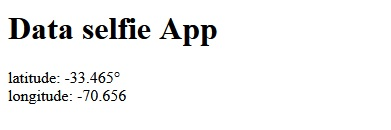 Data selfie App
latitude: -33.465°
longitude: -70.656